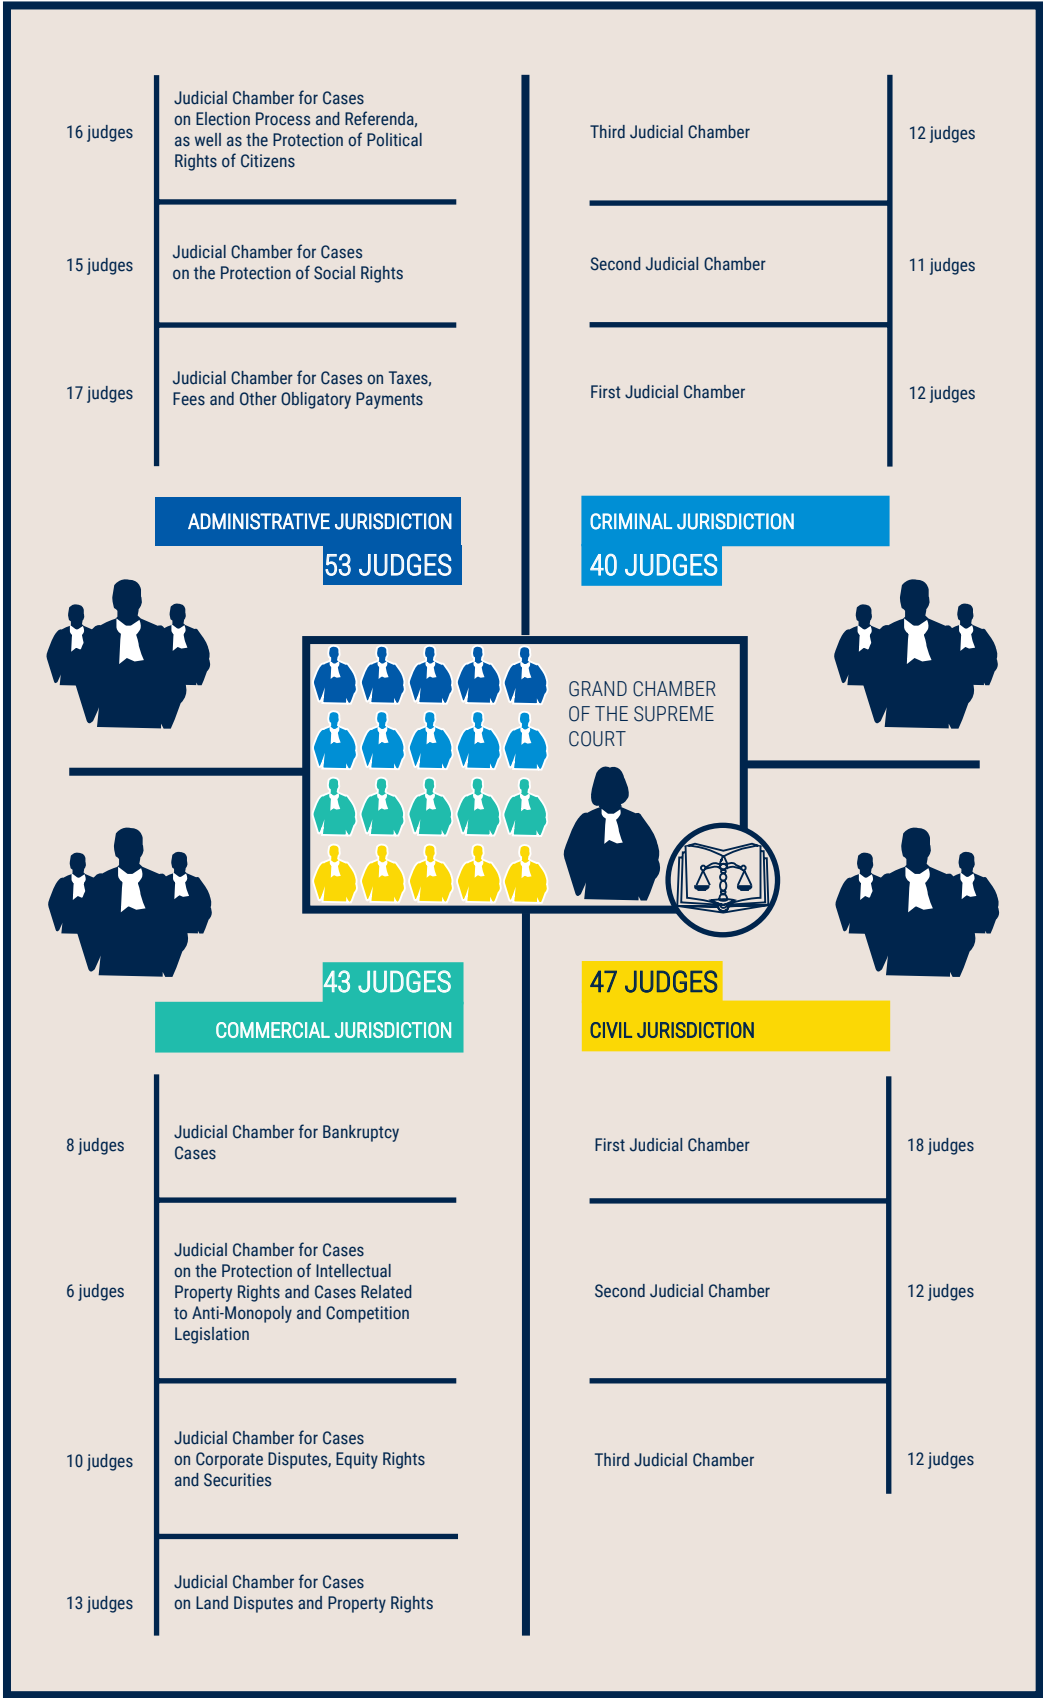 16 judges
Judicial Chamber for Cases
on Election Process and Referenda,
as well as the Protection of Political
Rights of Citizens
15 judges
Judicial Chamber for Cases
on the Protection of Social Rights
17 judges
Judicial Chamber for Cases on Taxes,
Fees and Other Obligatory Payments
ADMINISTRATIVE JURISDICTION
53 JUDGES
Third Judicial Chamber
12 judges
Second Judicial Chamber
11 judges
First Judicial Chamber
12 judges
CRIMINAL JURISDICTION
40 JUDGES
GRAND CHAMBER
OF THE SUPREME
COURT
43 JUDGES
COMMERCIAL JURISDICTION
8 judges
Judicial Chamber for Bankruptcy
Cases
6 judges
Judicial Chamber for Cases
on the Protection of Intellectual
Property Rights and Cases Related
to Anti-Monopoly and Competition
Legislation
10 judges
Judicial Chamber for Cases
on Corporate Disputes, Equity Rights
and Securities
13 judges
Judicial Chamber for Cases
on Land Disputes and Property Rights
47 JUDGES
CIVIL JURISDICTION
First Judicial Chamber
18 judges
Second Judicial Chamber
12 judges
Third Judicial Chamber
12 judges